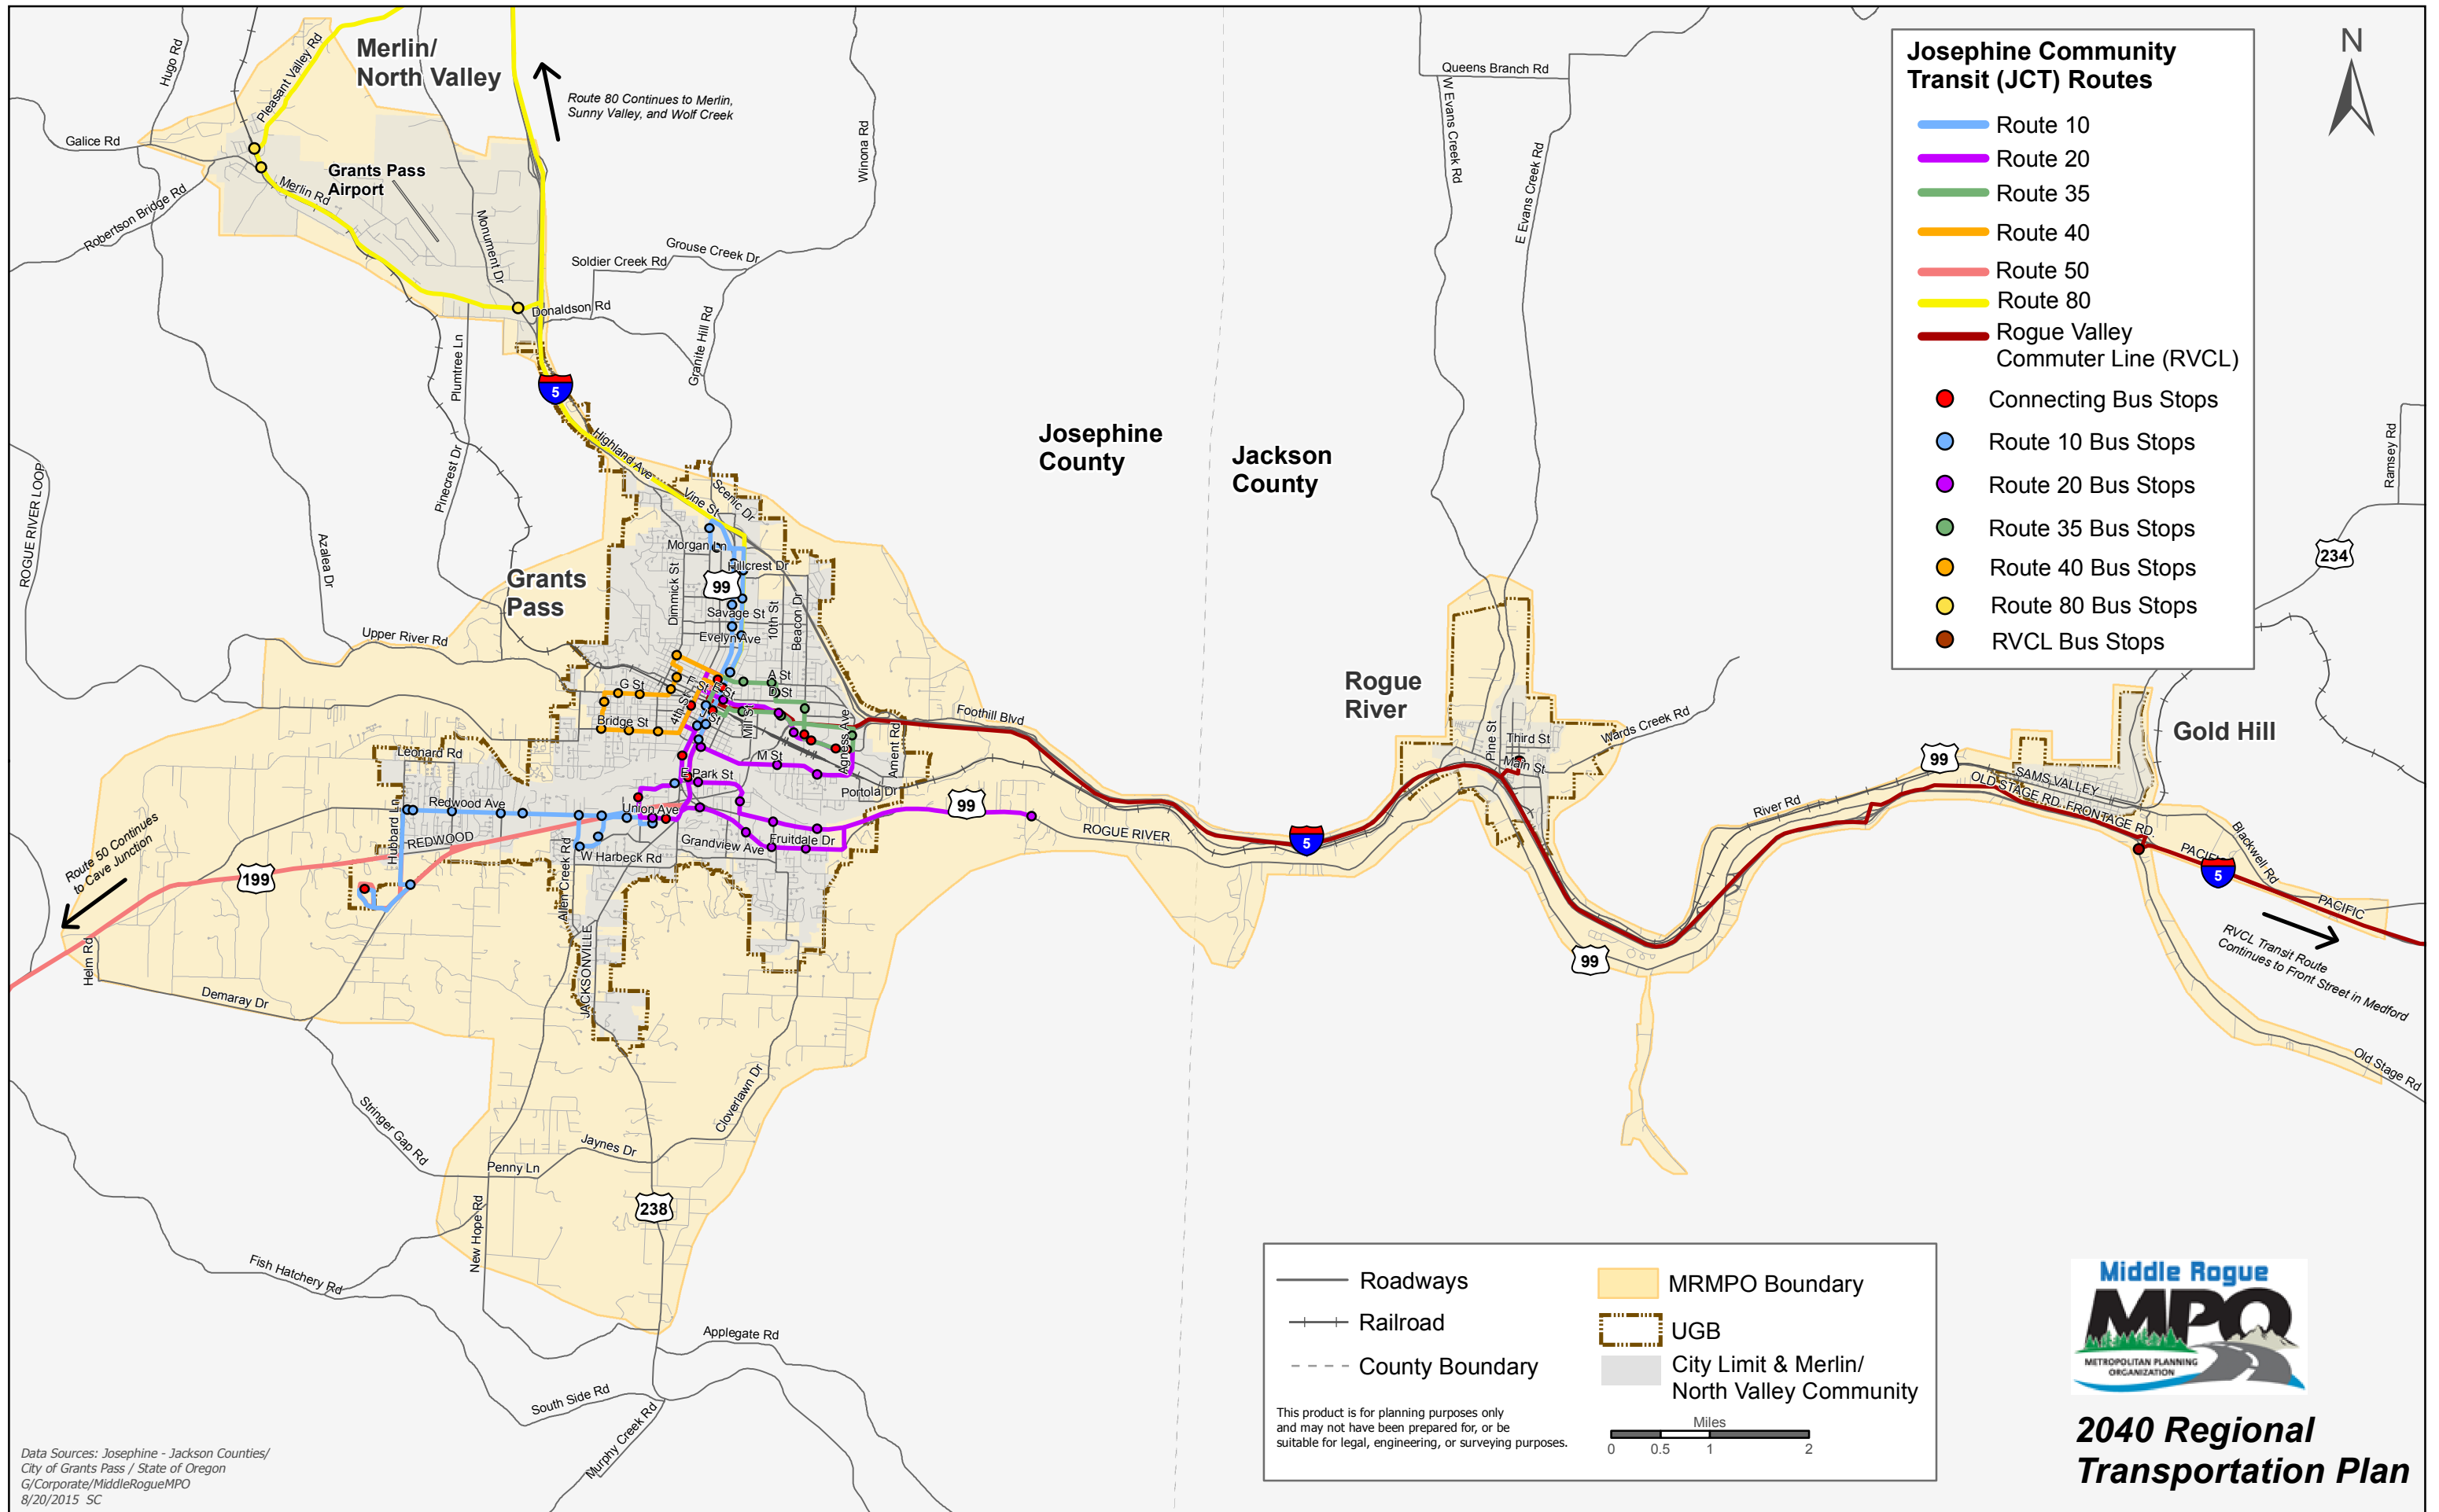 Merlin/
North Valley
Hugo Rd
Pleasant Valley Rd
Route 80 Continues to Merlin,
Sunny Valley, and Wolf Creek
Winona Rd
Galice Rd
Grants Pass
Airport
Merlin Rd
Robertson Bridge Rd
Monument Dr
Soldier Creek Rd
Grouse Creek Dr
Donaldson Rd
Granite Hill Rd
Plumtree Ln
5
Pinecrest Dr
Highland Ave
Vine St
Scenic Dr
ROGUE RIVER LOOP
Azalea Dr
Queens Branch Rd
W Evans Creek Rd
E Evans Creek Rd
Josephine
County
Jackson
County
Josephine Community
Transit (JCT) Routes
Route 10
Route 20
Route 35
Route 40
Route 50
Route 80
Rogue Valley
Commuter Line (RVCL)
Connecting Bus Stops
Route 10 Bus Stops
Route 20 Bus Stops
Route 35 Bus Stops
Route 40 Bus Stops
Route 80 Bus Stops
RVCL Bus Stops
N
Ramsey Rd
234
Grants
Pass
Morgan Ln
Hillcrest Dr
99
Dimmick St
Savage St
10th St
Beacon Dr
Evelyn Ave
Upper River Rd
A St
D St
G St
F St
E St
4th St
J St
Bridge St
Mill St
Agness Ave
Ament Rd
Foothill Blvd
Leonard Rd
M St
E Park St
Portola Dr
Redwood Ave
Union Ave
99
Hubbard Ln
REDWOOD
Fruitdale Dr
Grandview Ave
W Harbeck Rd
Allen Creek Rd
ROGUE RIVER
5
Route 50 Continues
to Cave Junction
199
Helm Rd
Demaray Dr
JACKSONVILLE
Cloverlawn Dr
Stringer Gap Rd
Jaynes Dr
Penny Ln
New Hope Rd
238
Fish Hatchery Rd
Applegate Rd
South Side Rd
Murphy Creek Rd
Rogue
River
Pine St
Third St
Main St
Wards Creek Rd
99
River Rd
99
Gold Hill
SAMS VALLEY
OLD STAGE RD FRONTAGE RD
Blackwell Rd
PACIFIC
5
PACIFIC
RVCL Transit Route
Continues to Front Street in Medford
Old Stage Rd
Roadways
Railroad
County Boundary
MRMPO Boundary
UGB
City Limit & Merlin/
North Valley Community
This product is for planning purposes only
and may not have been prepared for, or be
suitable for legal, engineering, or surveying purposes.
Miles
0 0.5 1 2
Middle Rogue
MPO
METROPOLITAN PLANNING
ORGANIZATION
2040 Regional
Transportation Plan
Data Sources: Josephine - Jackson Counties/
City of Grants Pass / State of Oregon
G/Corporate/MiddleRogueMPO
8/20/2015 SC